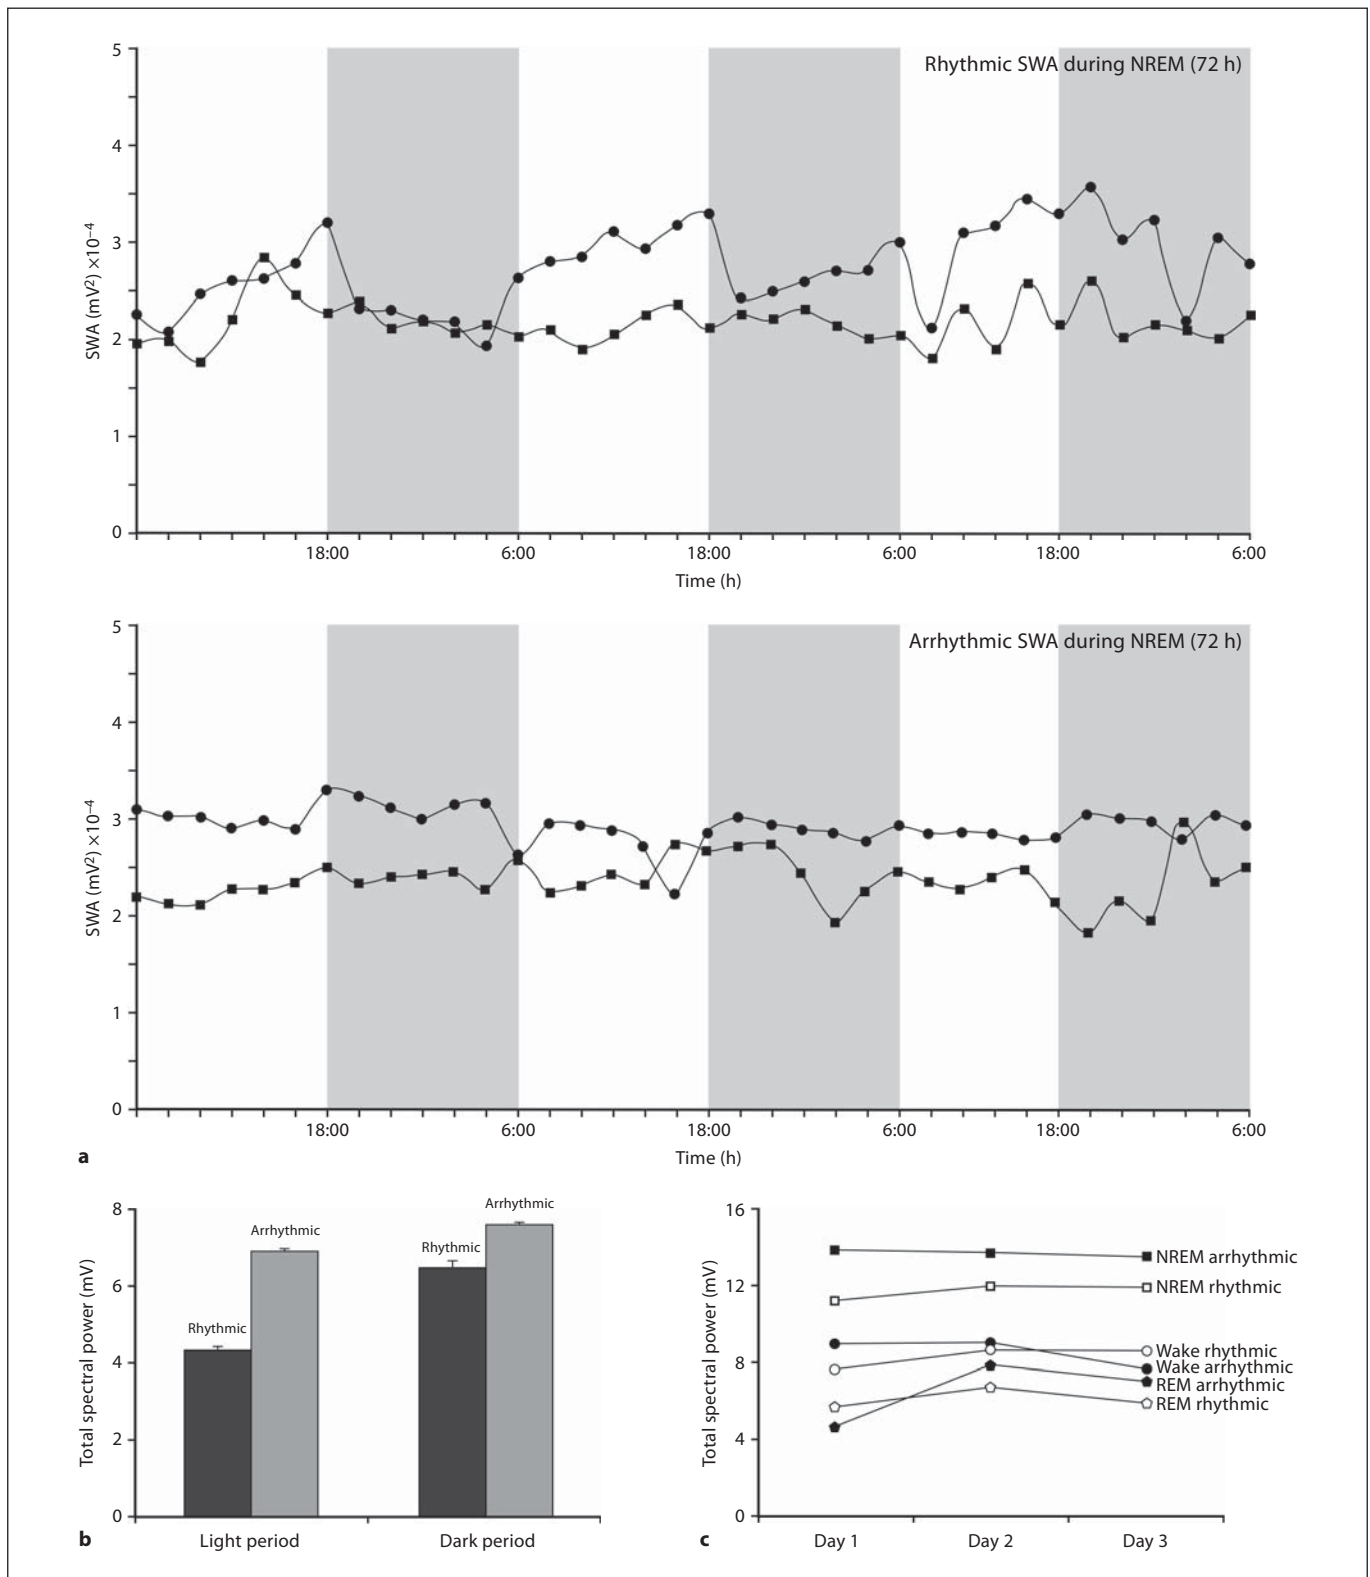 Rhythmic SWA during NREM (72 h)
5
4
3
2
1
0
SWA (mV²) ×10⁻⁴
18:00 6:00 18:00 6:00 18:00 6:00
Time (h)
Arrhythmic SWA during NREM (72 h)
5
4
3
2
1
0
SWA (mV²) ×10⁻⁴
18:00 6:00 18:00 6:00 18:00 6:00
a
Time (h)
8
6
4
2
0
Total spectral power (mV)
Rhythmic
Arrhythmic
Rhythmic
Arrhythmic
b
Light period Dark period
16
12
8
4
0
Total spectral power (mV)
NREM arrhythmic
NREM rhythmic
Wake rhythmic
Wake arrhythmic
REM arrhythmic
REM rhythmic
c
Day 1 Day 2 Day 3